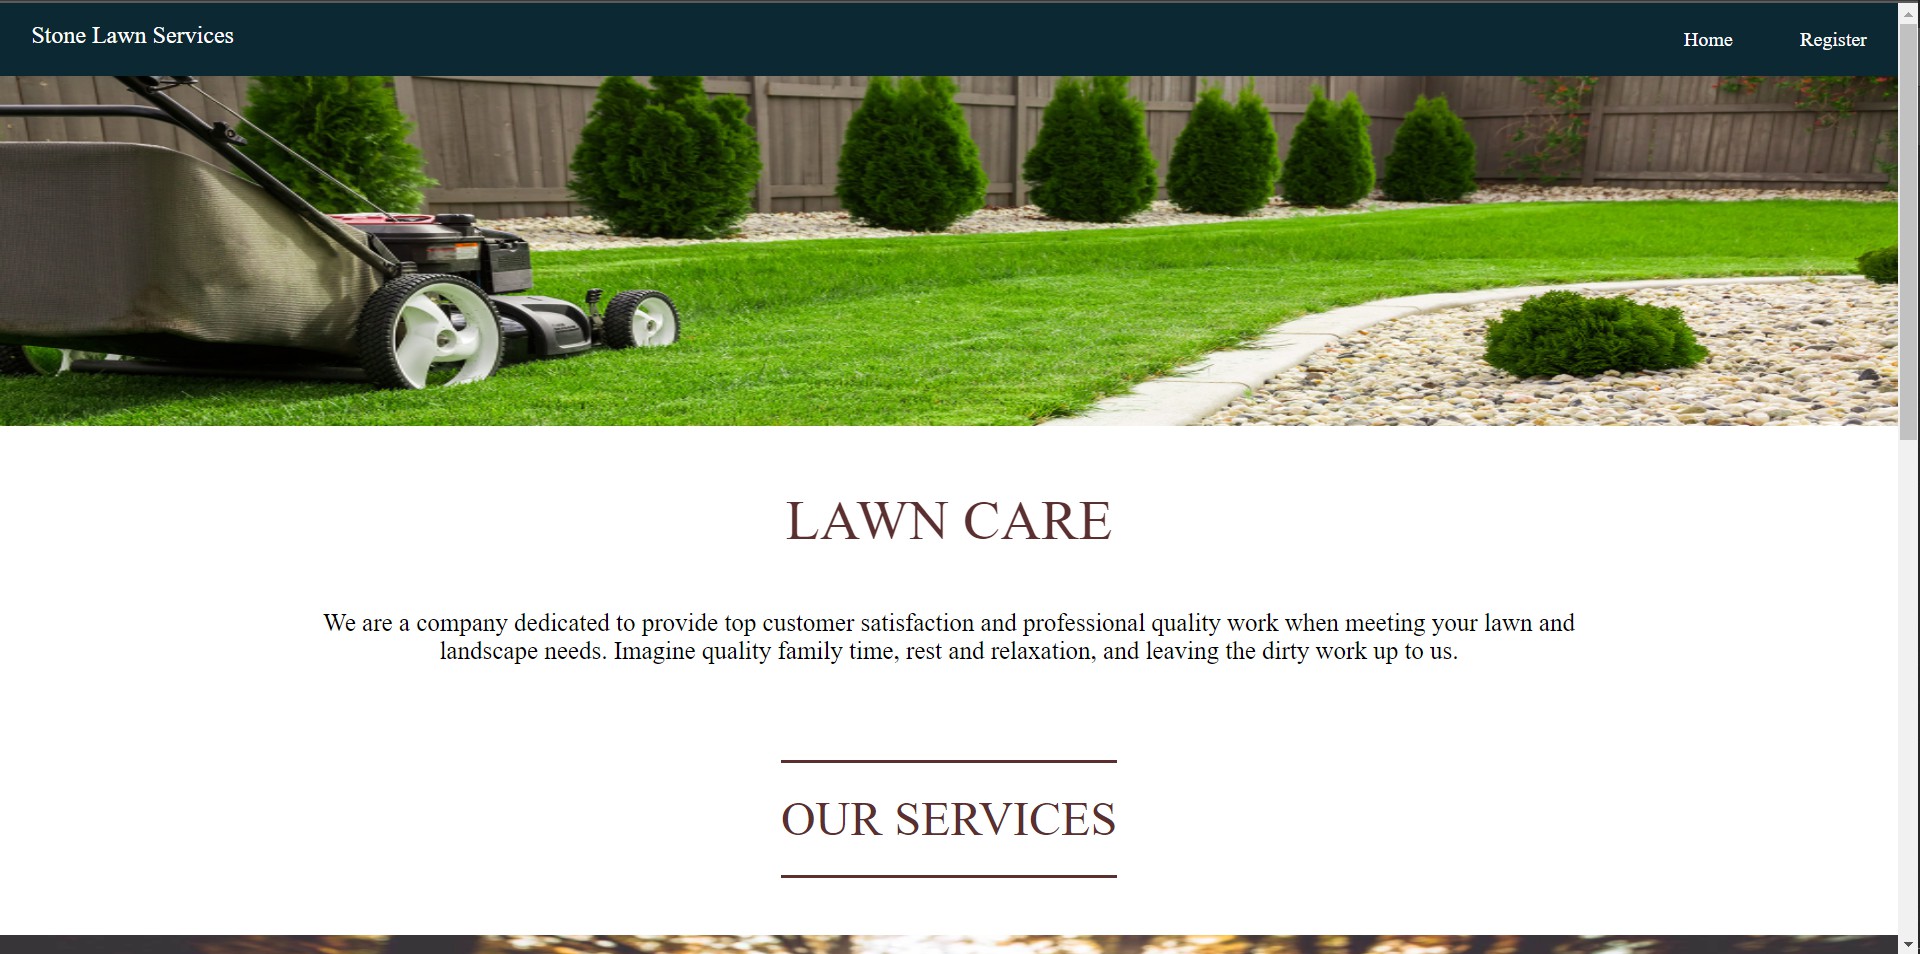 Stone Lawn Services
Home
Register
LAWN CARE
We are a company dedicated to provide top customer satisfaction and professional quality work when meeting your lawn and
landscape needs. Imagine quality family time, rest and relaxation, and leaving the dirty work up to us.
OUR SERVICES